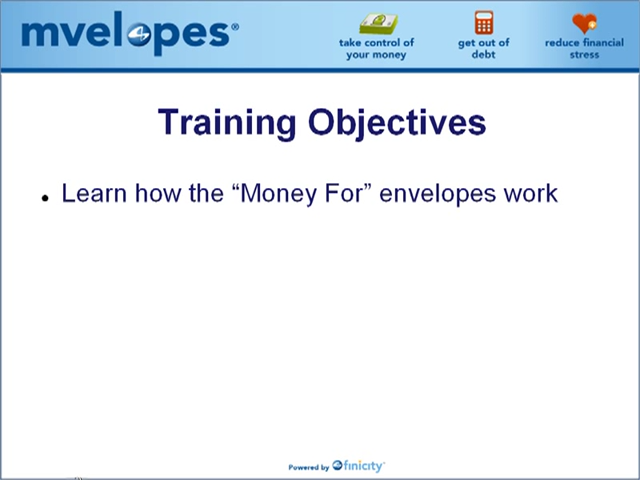 mvelopes®
take control of
your money
get out of
debt
reduce financial
stress
Training Objectives
• Learn how the “Money For” envelopes work
Powered by finicity